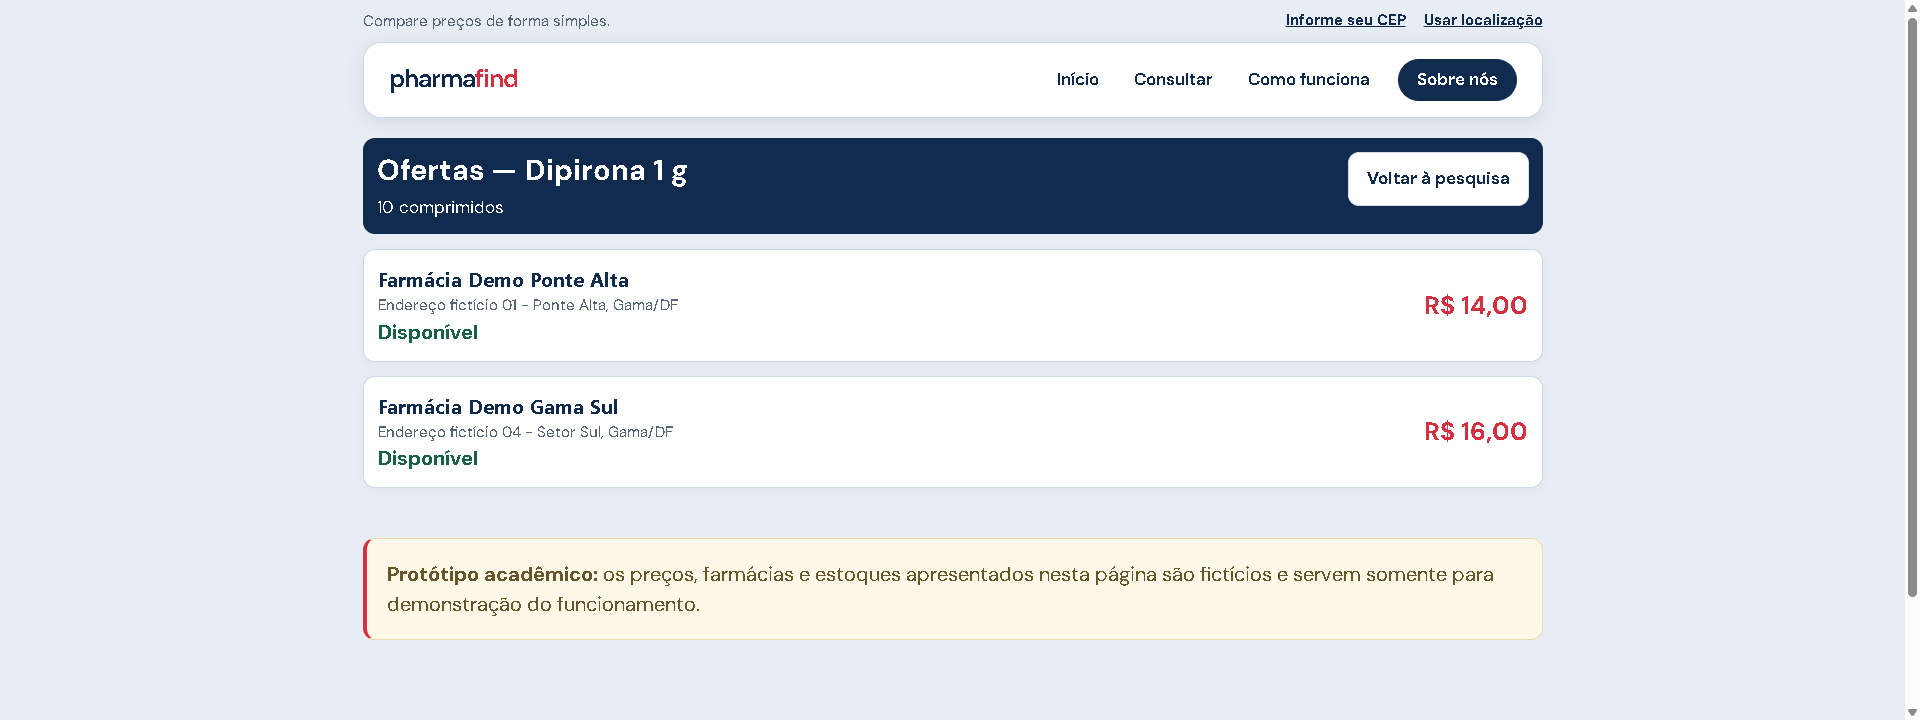 Compare preços de forma simples.
Informe seu CEP Usar localização
pharmafind
Início Consultar Como funciona Sobre nós
Ofertas — Dipirona 1 g
10 comprimidos
Voltar à pesquisa
Farmácia Demo Ponte Alta
Endereço fictício 01 - Ponte Alta, Gama/DF
Disponível
R$ 14,00
Farmácia Demo Gama Sul
Endereço fictício 04 - Setor Sul, Gama/DF
Disponível
R$ 16,00
Protótipo acadêmico: os preços, farmácias e estoques apresentados nesta página são fictícios e servem somente para
demonstração do funcionamento.